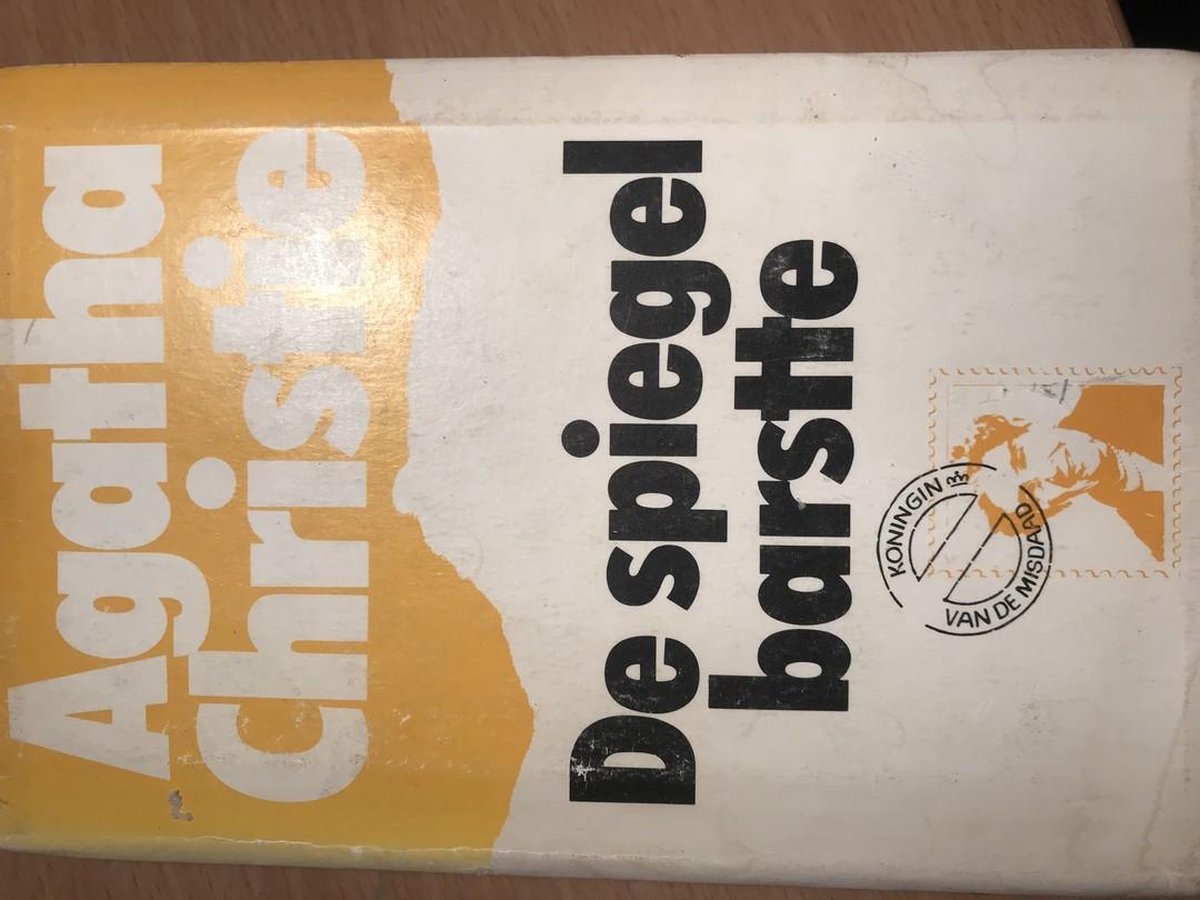 Agatha
Christie
De spiegel
barstte
KONINGIN
VAN DE MISDAAD